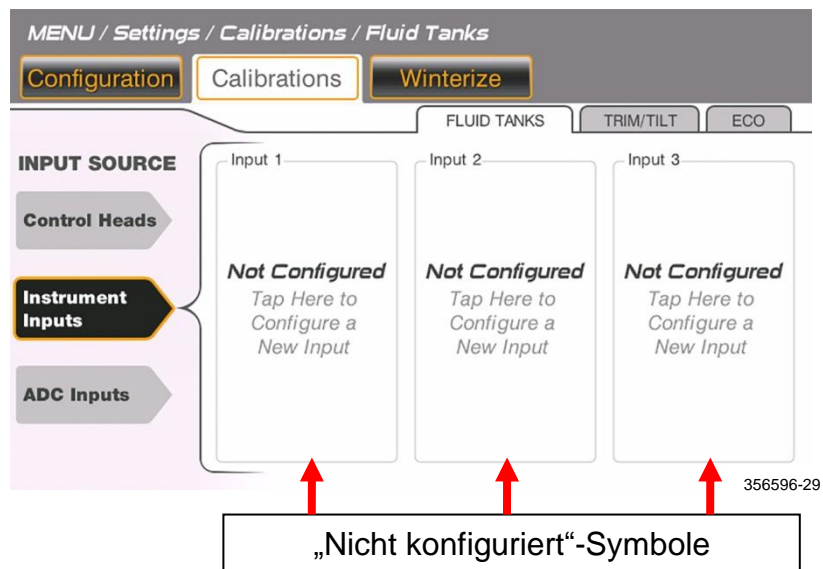 MENU / Settings / Calibrations / Fluid Tanks
Configuration
Calibrations
Winterize
FLUID TANKS
TRIM/TILT
ECO
INPUT SOURCE
Control Heads
Instrument
Inputs
ADC Inputs
Input 1
Not Configured
Tap Here to
Configure a
New Input
Input 2
Not Configured
Tap Here to
Configure a
New Input
Input 3
Not Configured
Tap Here to
Configure a
New Input
356596-29
„Nicht konfiguriert“-Symbole